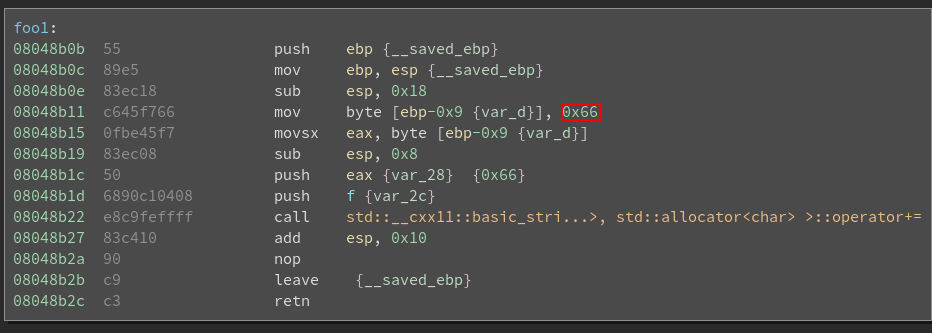 fool:
08048b0b 55 push ebp {__saved_ebp}
08048b0c 89e5 mov ebp, esp {__saved_ebp}
08048b0e 83ec18 sub esp, 0x18
08048b11 c645f766 mov byte [ebp-0x9 {var_d}], 0x66
08048b15 0fbe45f7 movsx eax, byte [ebp-0x9 {var_d}]
08048b19 83ec08 sub esp, 0x8
08048b1c 50 push eax {var_28} {0x66}
08048b1d 6890c10408 push f {var_2c}
08048b22 e8c9feffff call std::__cxx11::basic_stri...>, std::allocator<char> >::operator+=
08048b27 83c410 add esp, 0x10
08048b2a 90 nop
08048b2b c9 leave {__saved_ebp}
08048b2c c3 retn